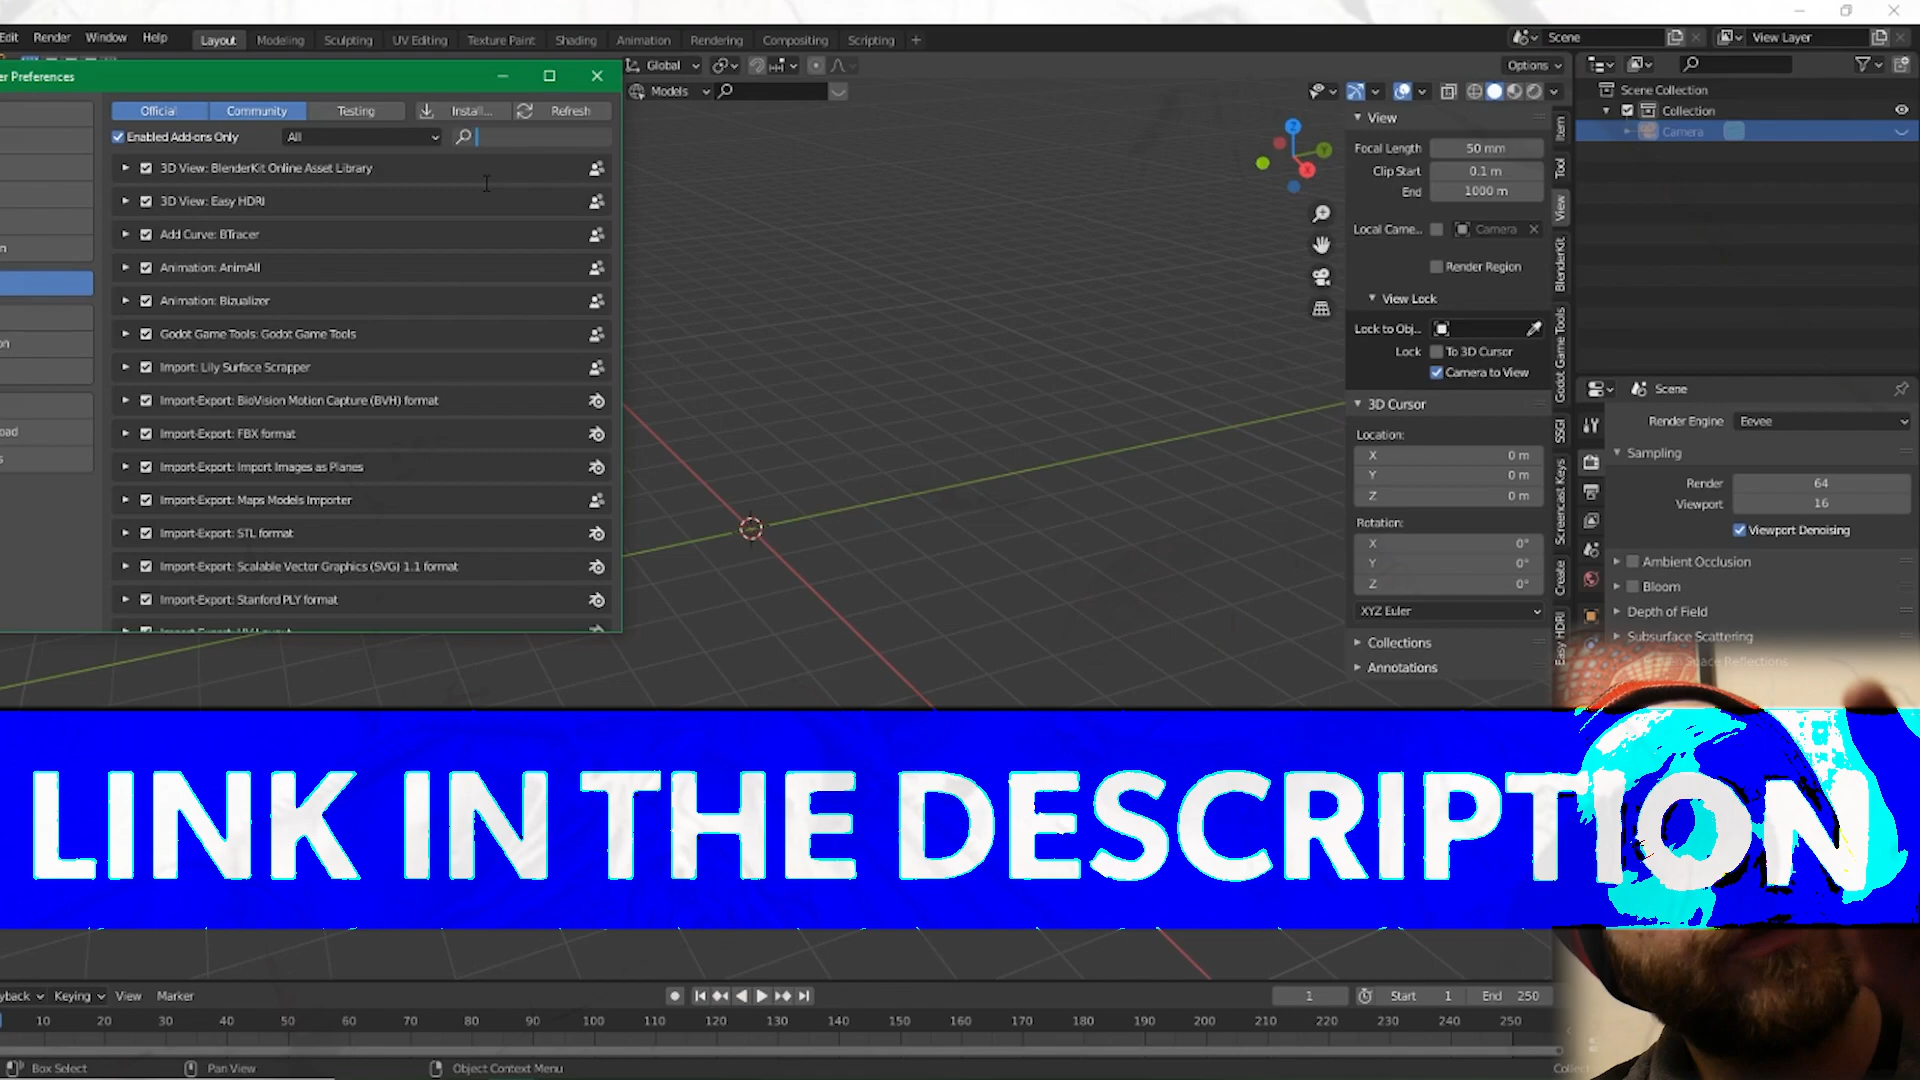 Edit Render Window Help Layout Modeling Sculpting UV Editing Texture Paint Shading Animation Rendering Compositing Scripting + Scene View Layer
er Preferences
Global Options
Models
Official Community Testing Install... Refresh
Enabled Add-ons Only All
3D View: BlenderKit Online Asset Library
3D View: Easy HDRI
Add Curve: BTracer
Animation: AnimAll
Animation: Bizualizer
Godot Game Tools: Godot Game Tools
Import: Lily Surface Scrapper
Import-Export: BioVision Motion Capture (BVH) format
Import-Export: FBX format
Import-Export: Import Images as Planes
Import-Export: Maps Models Importer
Import-Export: STL format
Import-Export: Scalable Vector Graphics (SVG) 1.1 format
Import-Export: Stanford PLY format
n
on
oad
s
Z
Y
X
View
Focal Length 50 mm
Clip Start 0.1 m
End 1000 m
Local Came... Camera
Render Region
View Lock
Lock to Obj...
Lock To 3D Cursor
Camera to View
3D Cursor
Location:
X 0 m
Y 0 m
Z 0 m
Rotation:
X 0°
Y 0°
Z 0°
XYZ Euler
Collections
Annotations
Item
Tool
View
BlenderKit
Godot Game Tools
SSGI
Screencast Keys
Create
Easy HDRI
Scene Collection
Collection
Camera
Scene
Render Engine Eevee
Sampling
Render 64
Viewport 16
Viewport Denoising
Ambient Occlusion
Bloom
Depth of Field
Subsurface Scattering
Space Reflections
LINK IN THE DESCRIPTION
yback Keying View Marker 1 Start 1 End 250
10 20 30 40 50 60 70 80 90 100 110 120 130 140 150 160 170 180 190 200 210 220 230 240 250
Box Select Pan View Object Context Menu Collect